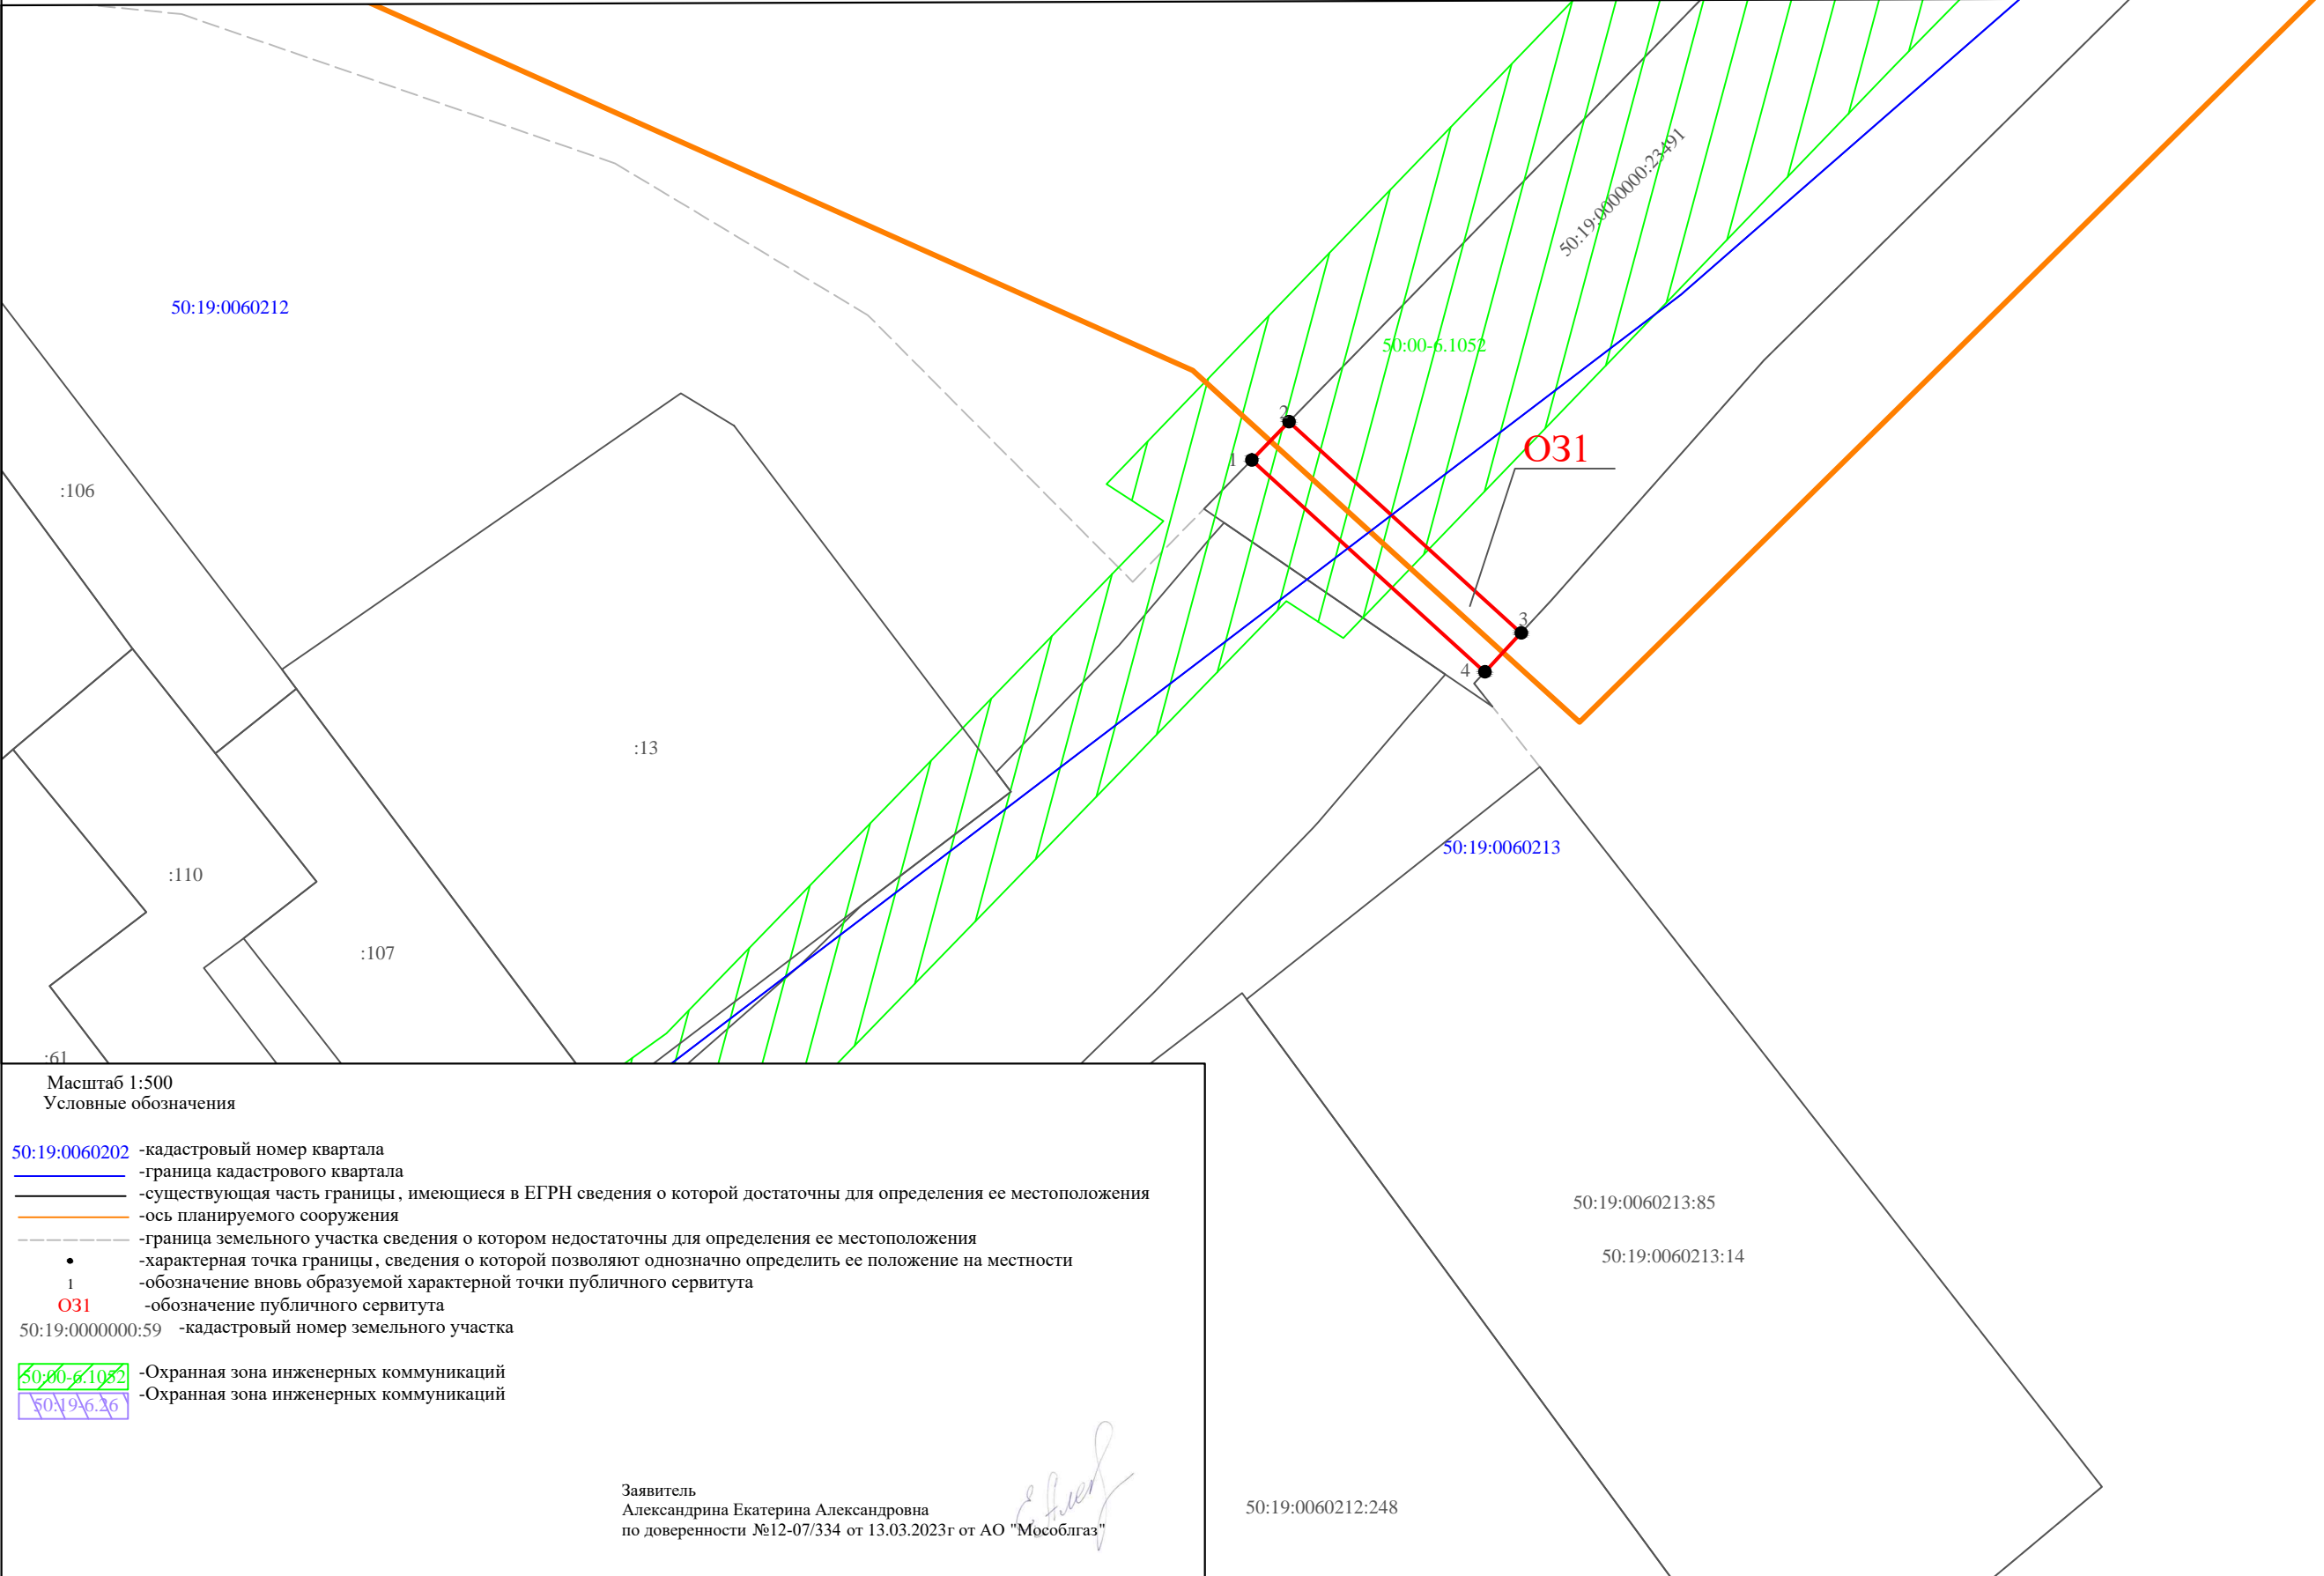 50:19:0000000:23491
50:19:0060212
50:00-6.1052
2
ОЗ1
1
:106
3
4
:13
50:19:0060213
:110
:107
:61
Масштаб 1:500
Условные обозначения
50:19:0060202 -кадастровый номер квартала
-граница кадастрового квартала
-существующая часть границы, имеющиеся в ЕГРН сведения о которой достаточны для определения ее местоположения
-ось планируемого сооружения
-граница земельного участка сведения о котором недостаточны для определения ее местоположения
-характерная точка границы, сведения о которой позволяют однозначно определить ее положение на местности
1 -обозначение вновь образуемой характерной точки публичного сервитута
ОЗ1 -обозначение публичного сервитута
50:19:0000000:59 -кадастровый номер земельного участка
50:00-6.1052 -Охранная зона инженерных коммуникаций
50:19-6.26 -Охранная зона инженерных коммуникаций
50:19:0060213:85
50:19:0060213:14
Заявитель
Александрина Екатерина Александровна
по доверенности №12-07/334 от 13.03.2023г от АО "Мособлгаз"
50:19:0060212:248